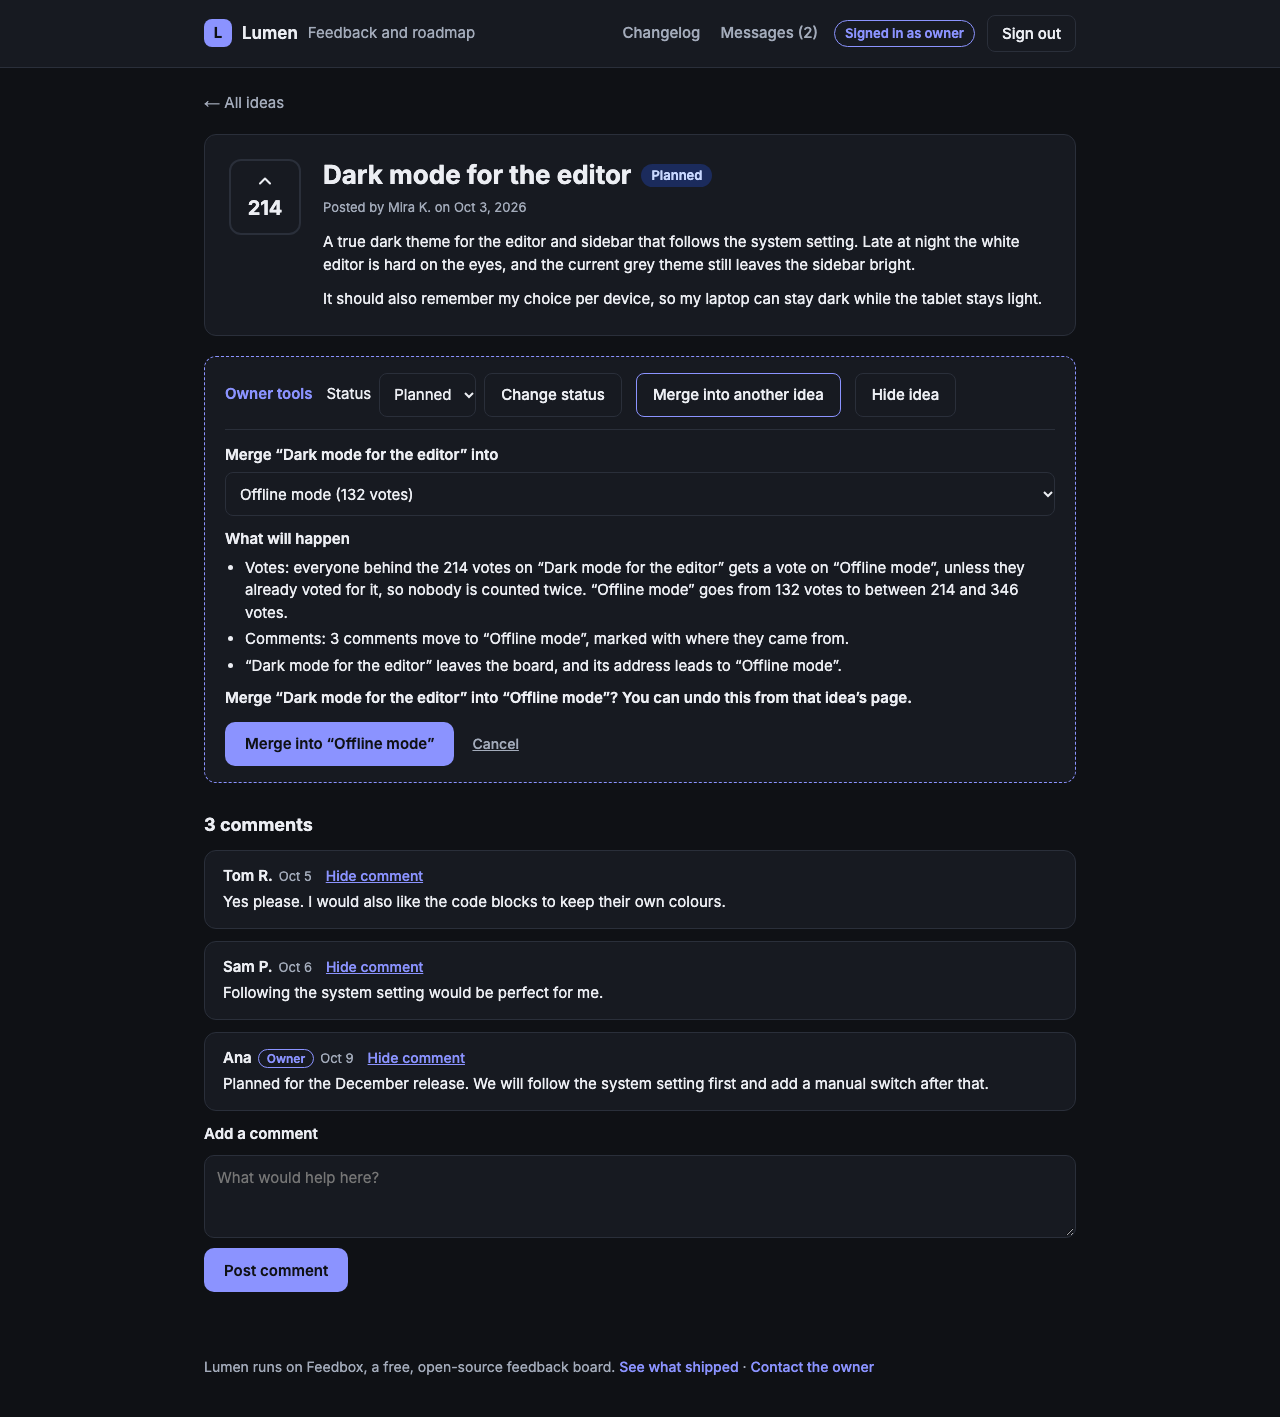 L Lumen Feedback and roadmap Changelog Messages (2) Signed in as owner Sign out
← All ideas
214
Dark mode for the editor Planned
Posted by Mira K. on Oct 3, 2026
A true dark theme for the editor and sidebar that follows the system setting. Late at night the white
editor is hard on the eyes, and the current grey theme still leaves the sidebar bright.
It should also remember my choice per device, so my laptop can stay dark while the tablet stays light.
Owner tools Status Planned Change status Merge into another idea Hide idea
Merge “Dark mode for the editor” into
Offline mode (132 votes)
What will happen
• Votes: everyone behind the 214 votes on “Dark mode for the editor” gets a vote on “Offline mode”, unless they
already voted for it, so nobody is counted twice. “Offline mode” goes from 132 votes to between 214 and 346
votes.
• Comments: 3 comments move to “Offline mode”, marked with where they came from.
• “Dark mode for the editor” leaves the board, and its address leads to “Offline mode”.
Merge “Dark mode for the editor” into “Offline mode”? You can undo this from that idea’s page.
Merge into “Offline mode” Cancel
3 comments
Tom R. Oct 5 Hide comment
Yes please. I would also like the code blocks to keep their own colours.
Sam P. Oct 6 Hide comment
Following the system setting would be perfect for me.
Ana Owner Oct 9 Hide comment
Planned for the December release. We will follow the system setting first and add a manual switch after that.
Add a comment
What would help here?
Post comment
Lumen runs on Feedbox, a free, open-source feedback board. See what shipped · Contact the owner